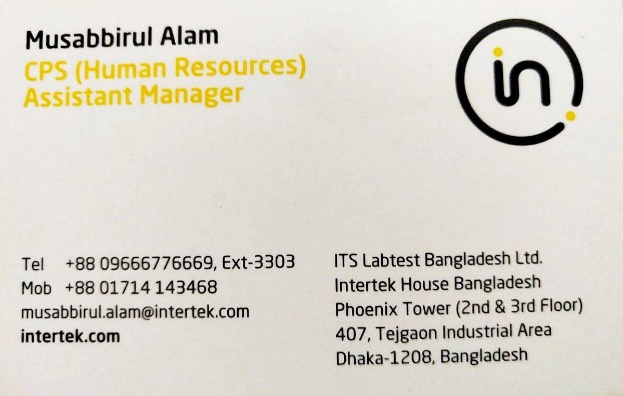 Musabbirul Alam
CPS (Human Resources)
Assistant Manager
in
Tel +88 09666776669, Ext-3303
Mob +88 01714 143468
musabbirul.alam@intertek.com
intertek.com
ITS Labtest Bangladesh Ltd.
Intertek House Bangladesh
Phoenix Tower (2nd & 3rd Floor)
407, Tejgaon Industrial Area
Dhaka-1208, Bangladesh